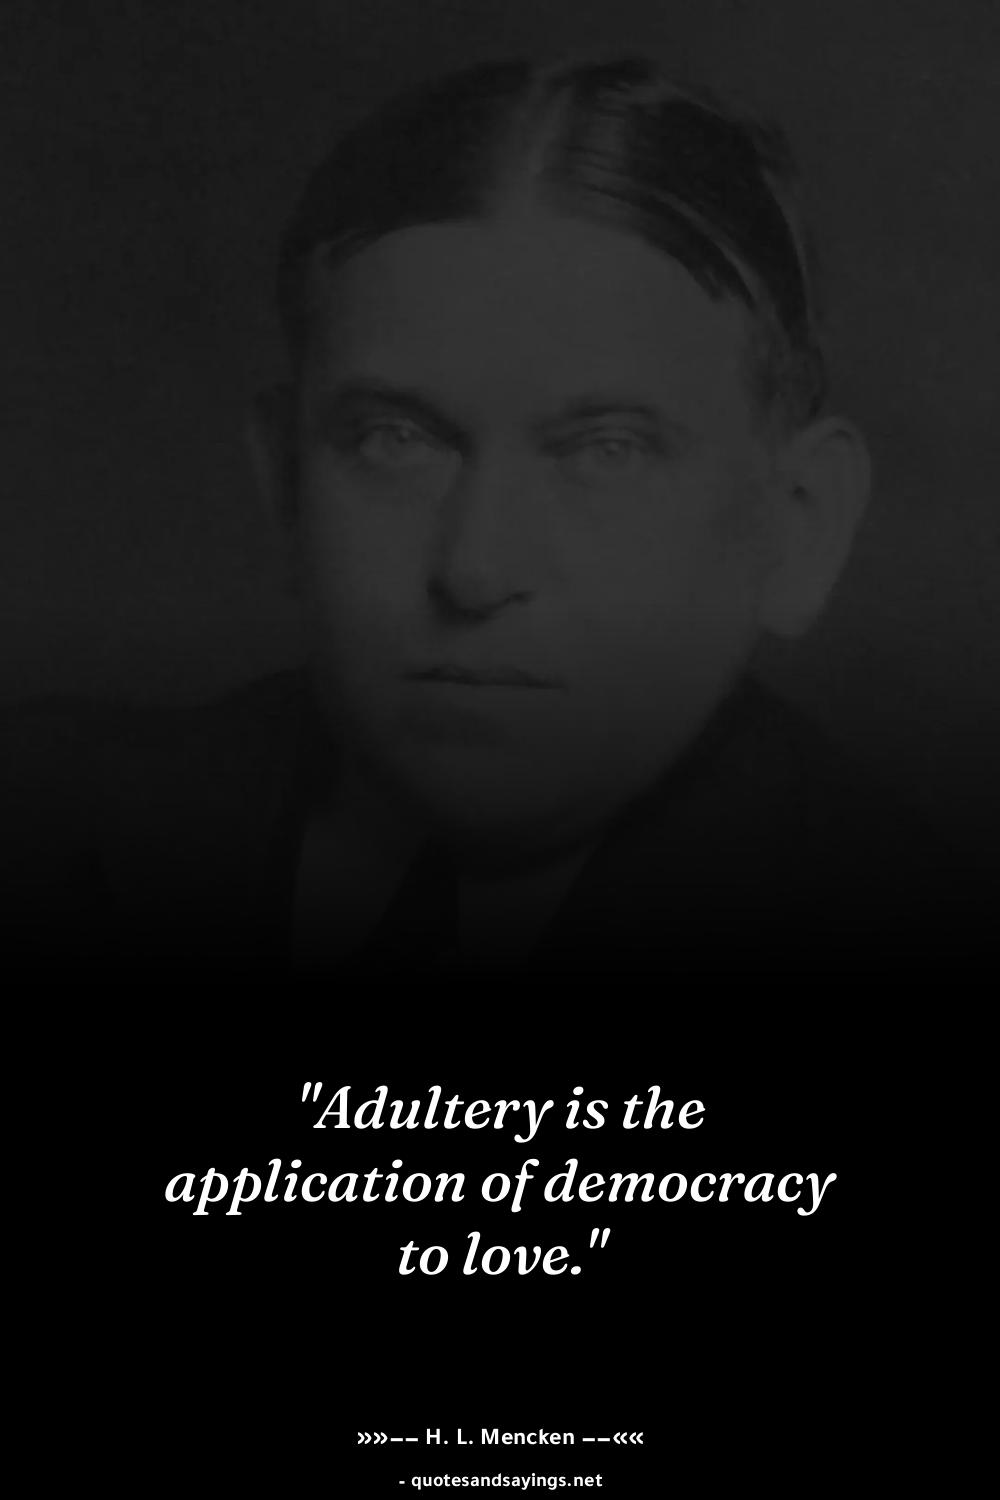 "Adultery is the
application of democracy
to love."
»»−− H. L. Mencken −−««
- quotesandsayings.net